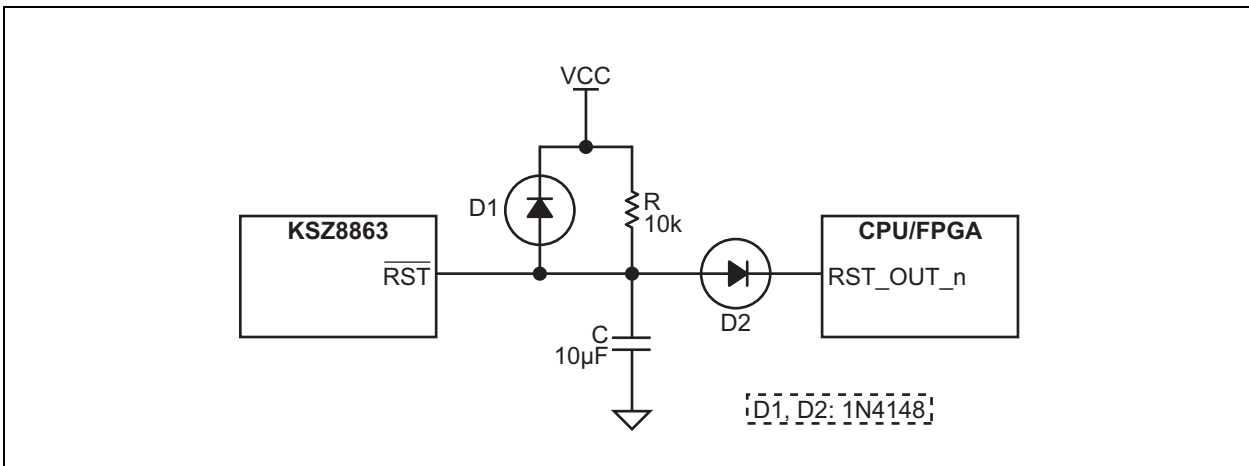 VCC
D1
R
10k
KSZ8863
RST
CPU/FPGA
RST_OUT_n
D2
C
10µF
D1, D2: 1N4148